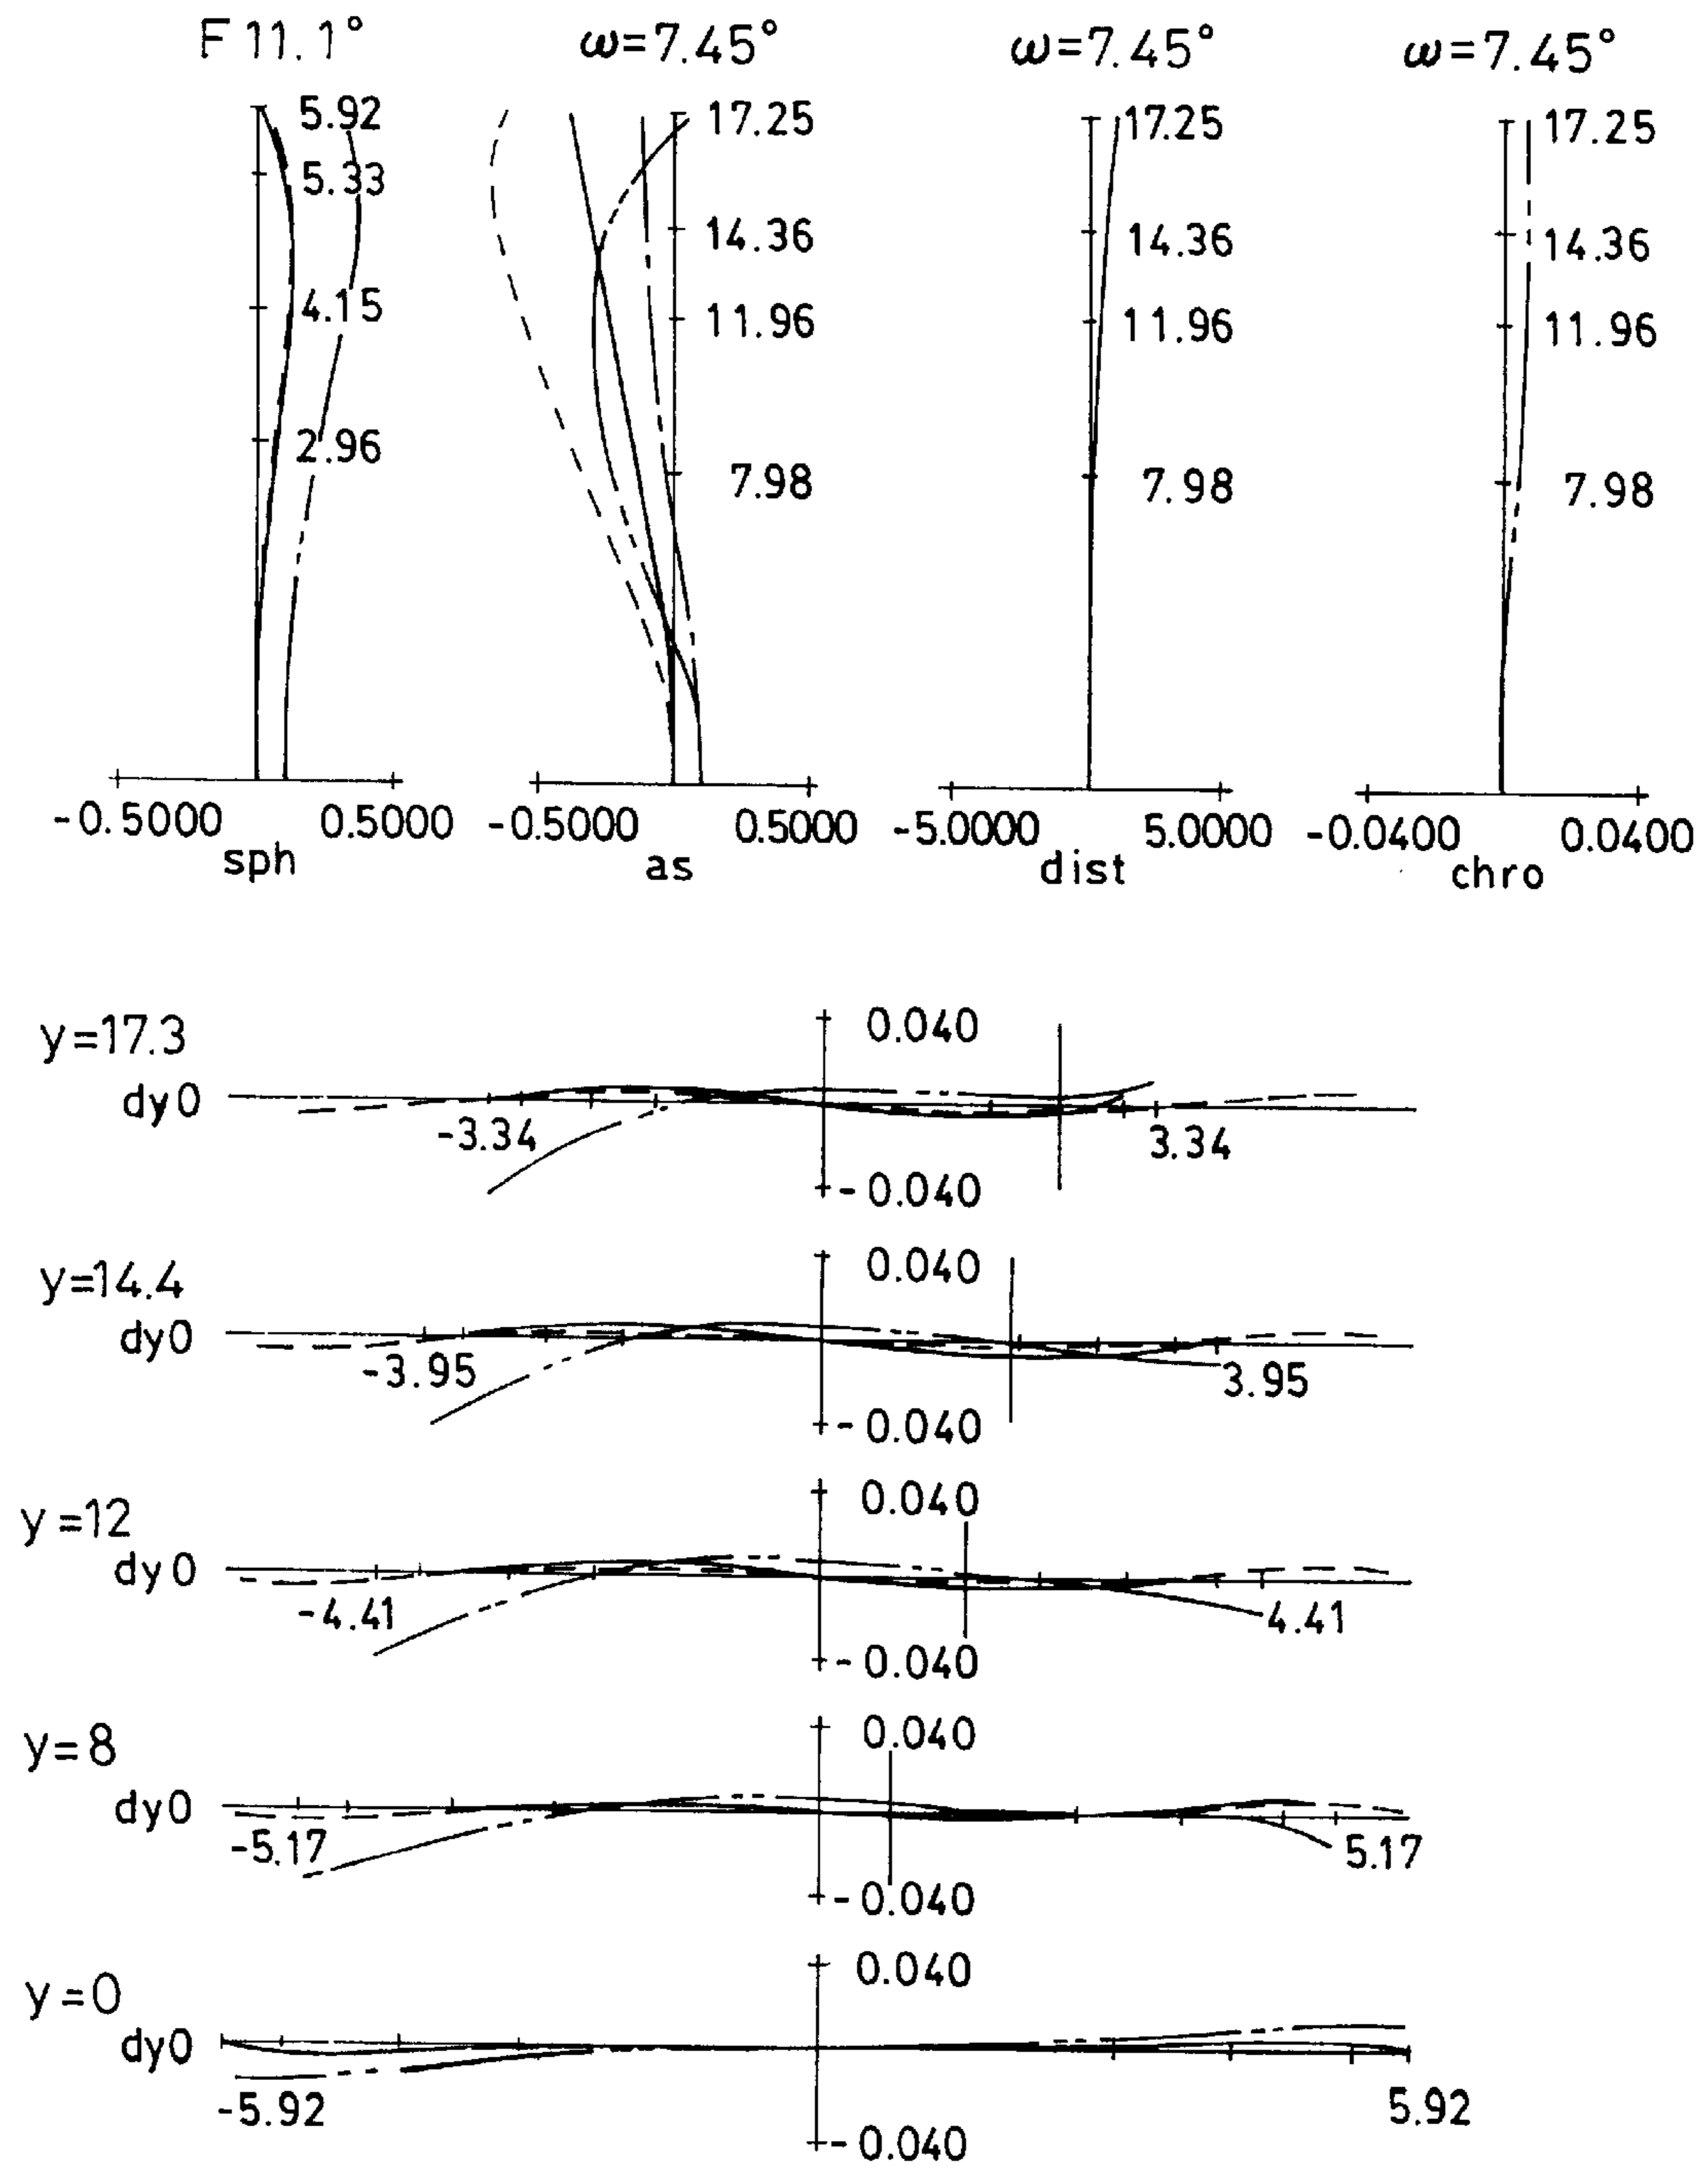 F 11.1°
ω=7.45°
ω=7.45°
ω=7.45°
5.92
5.33
4.15
2.96
-0.5000 0.5000
sph
17.25
14.36
11.96
7.98
-0.5000 0.5000
as
17.25
14.36
11.96
7.98
-5.0000 5.0000
dist
17.25
14.36
11.96
7.98
-0.0400 0.0400
chro
y=17.3
dy0
0.040
-3.34
3.34
-0.040
y=14.4
dy0
0.040
-3.95
3.95
-0.040
y=12
dy0
0.040
-4.41
4.41
-0.040
y=8
dy0
0.040
-5.17
5.17
-0.040
y=0
dy0
0.040
-5.92
5.92
-0.040